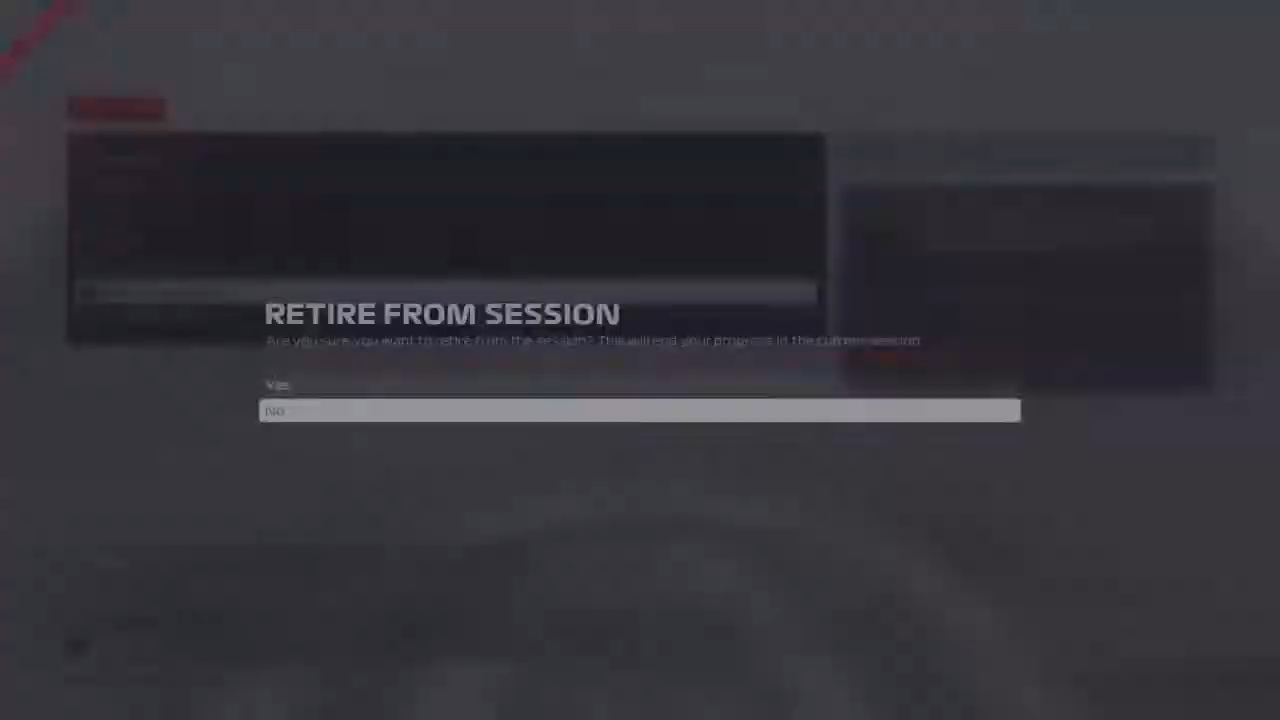 RETIRE FROM SESSION
Are you sure you want to retire from the session? This will end your progress in the current session.
Yes
No